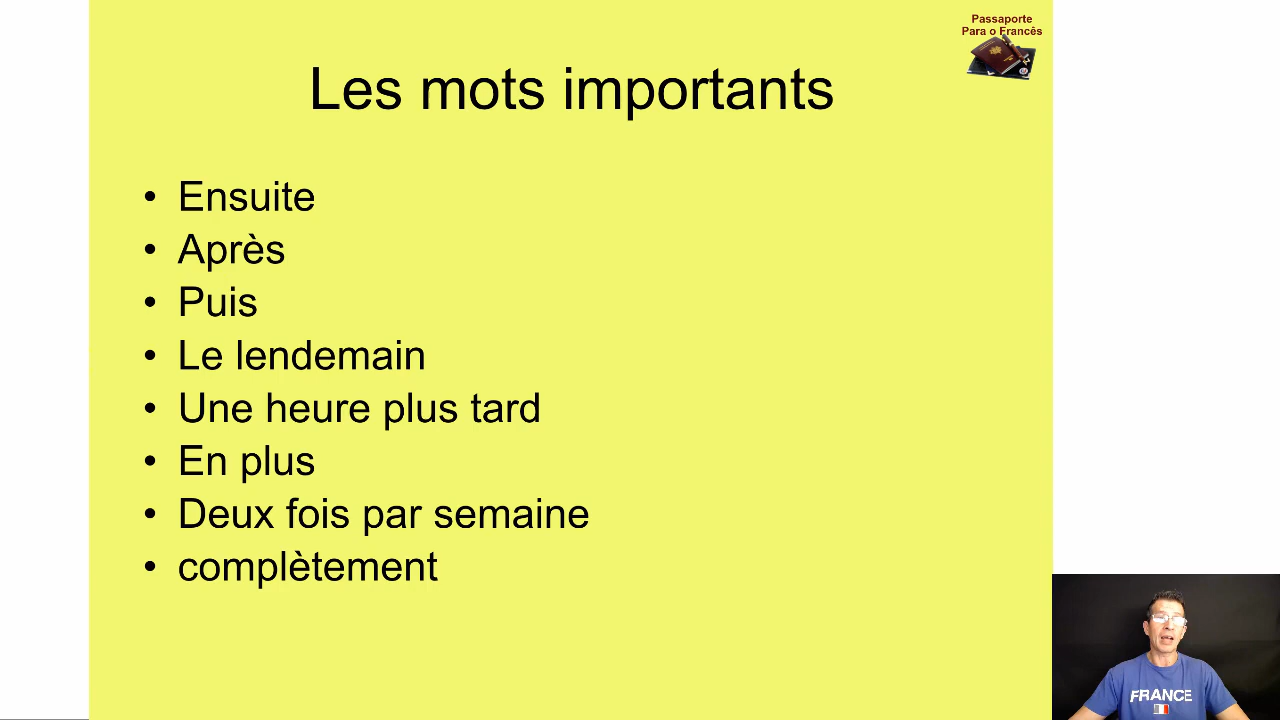 Passaporte
Para o Francês
Les mots importants
• Ensuite
• Après
• Puis
• Le lendemain
• Une heure plus tard
• En plus
• Deux fois par semaine
• complètement
FRANCE